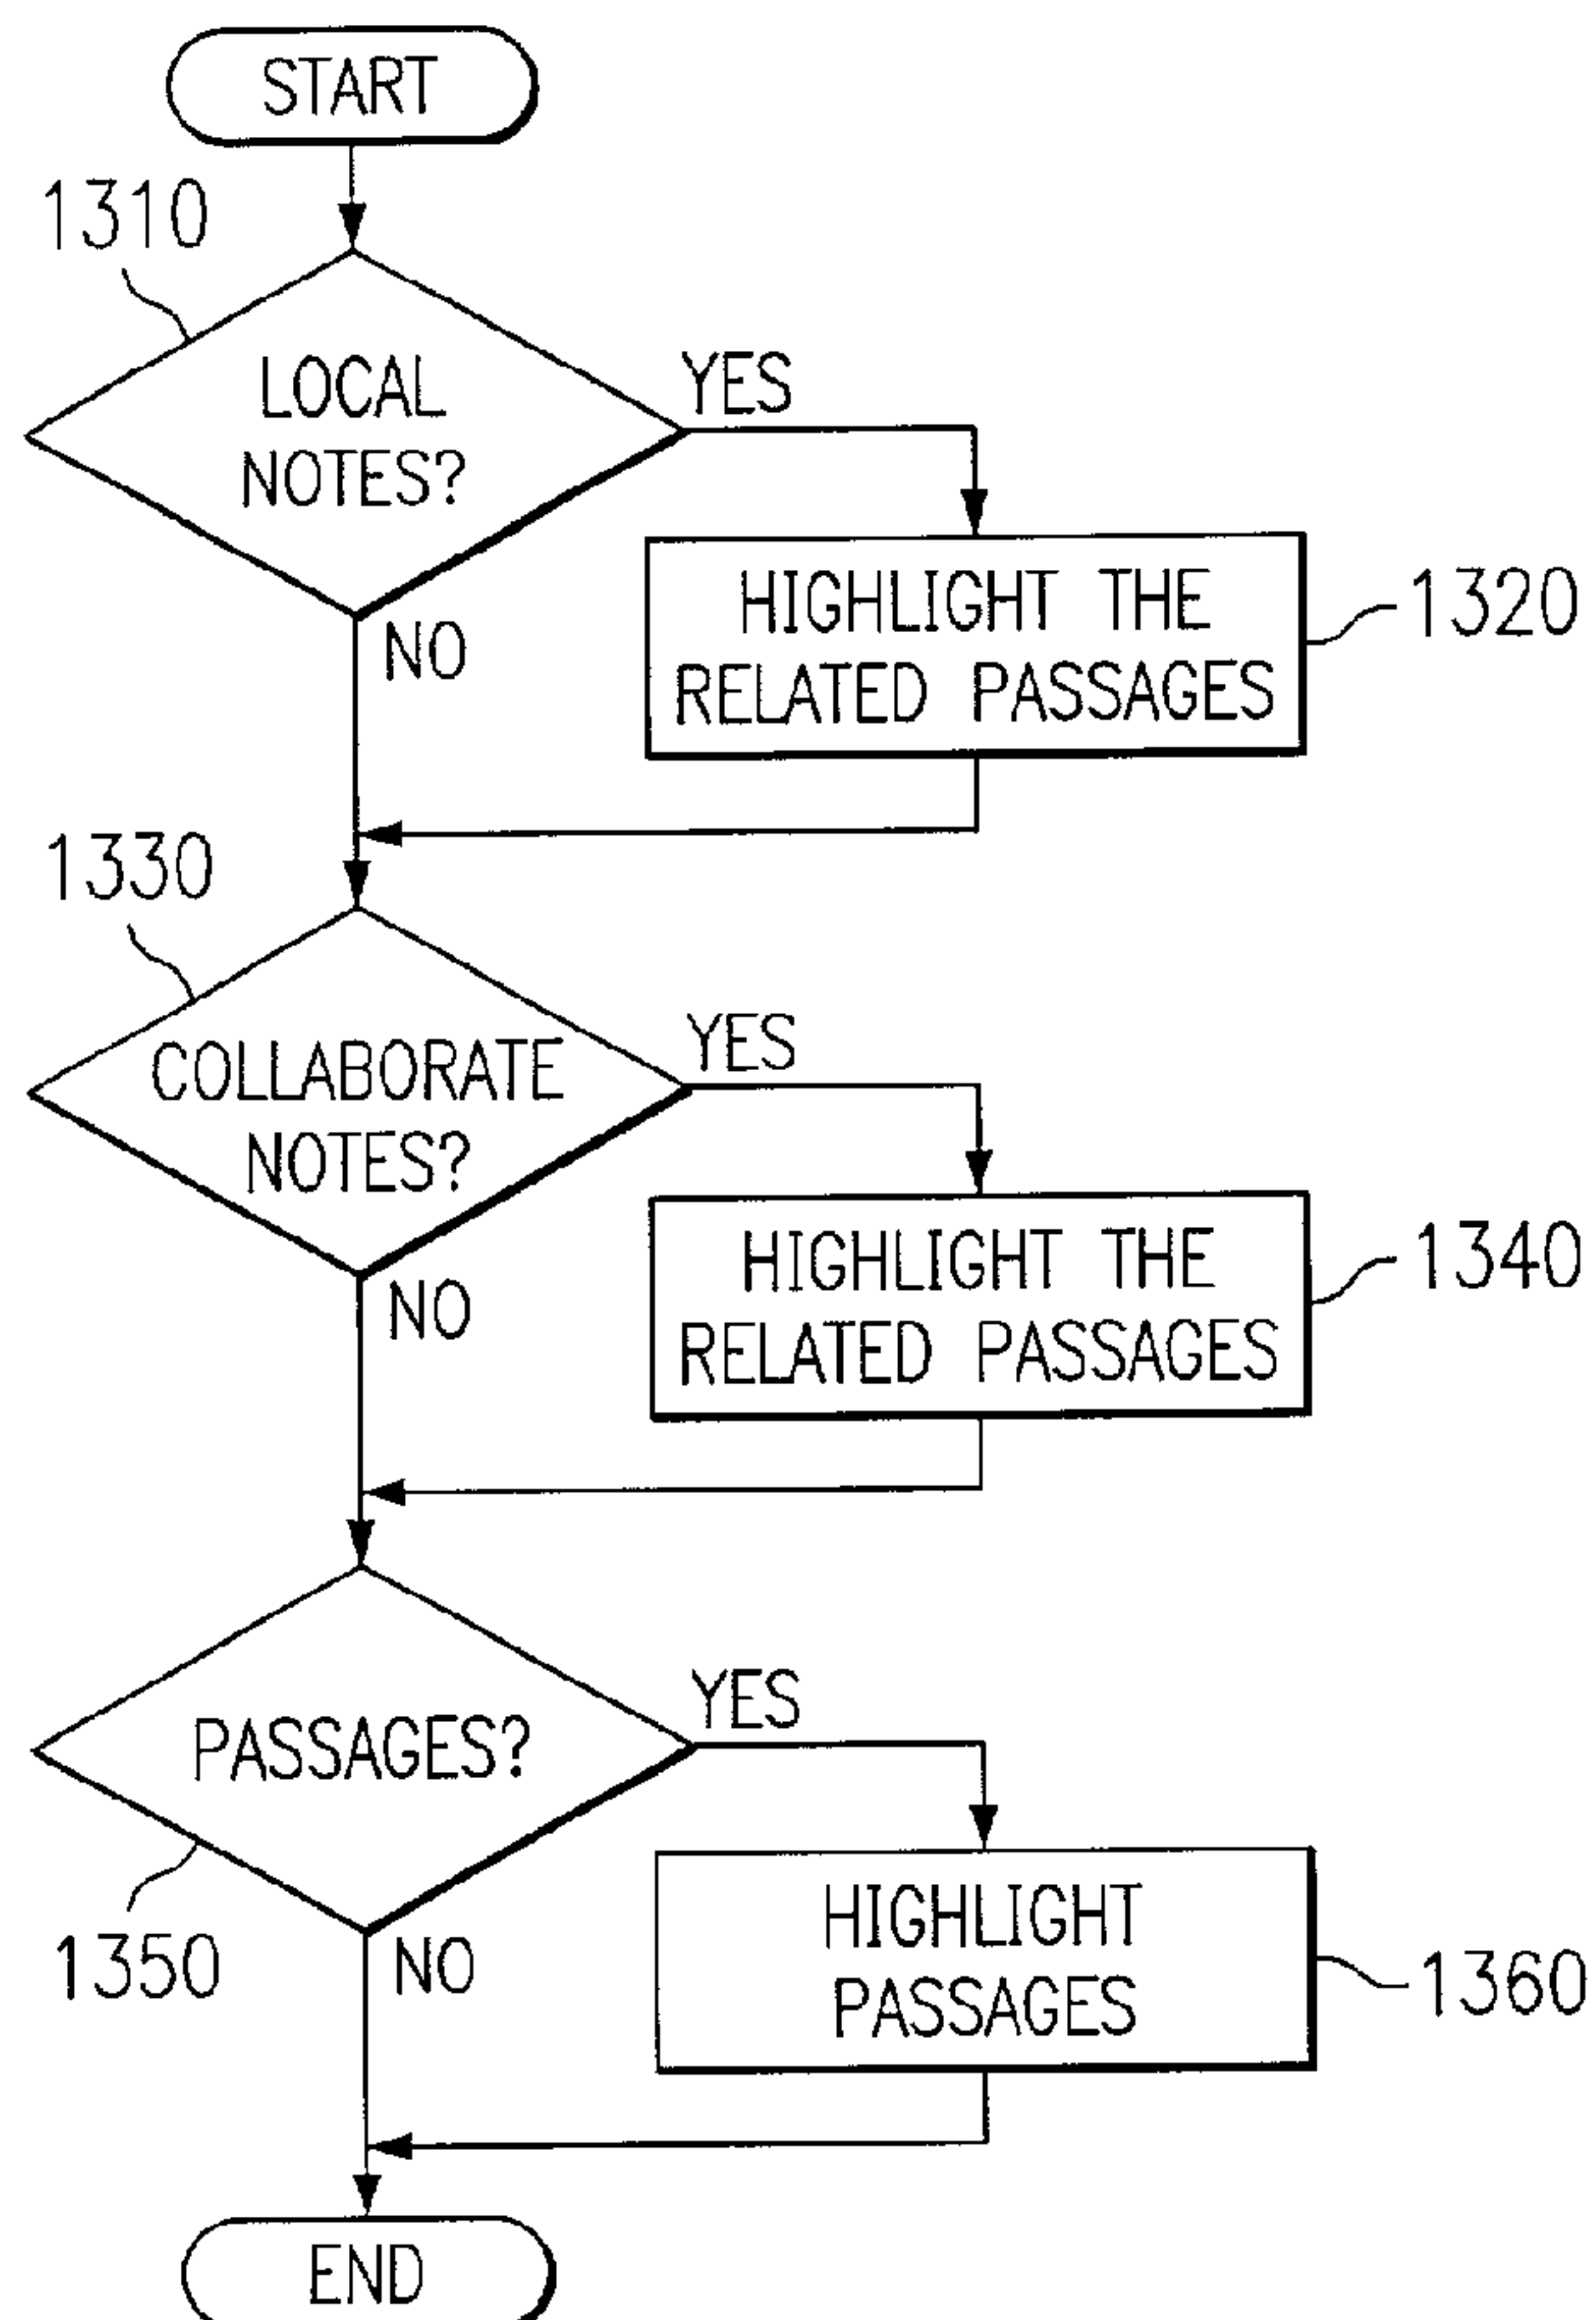 START
1310
LOCAL
NOTES?
YES
NO
HIGHLIGHT THE
RELATED PASSAGES
1320
1330
COLLABORATE
NOTES?
YES
NO
HIGHLIGHT THE
RELATED PASSAGES
1340
PASSAGES?
YES
1350
NO
HIGHLIGHT
PASSAGES
1360
END